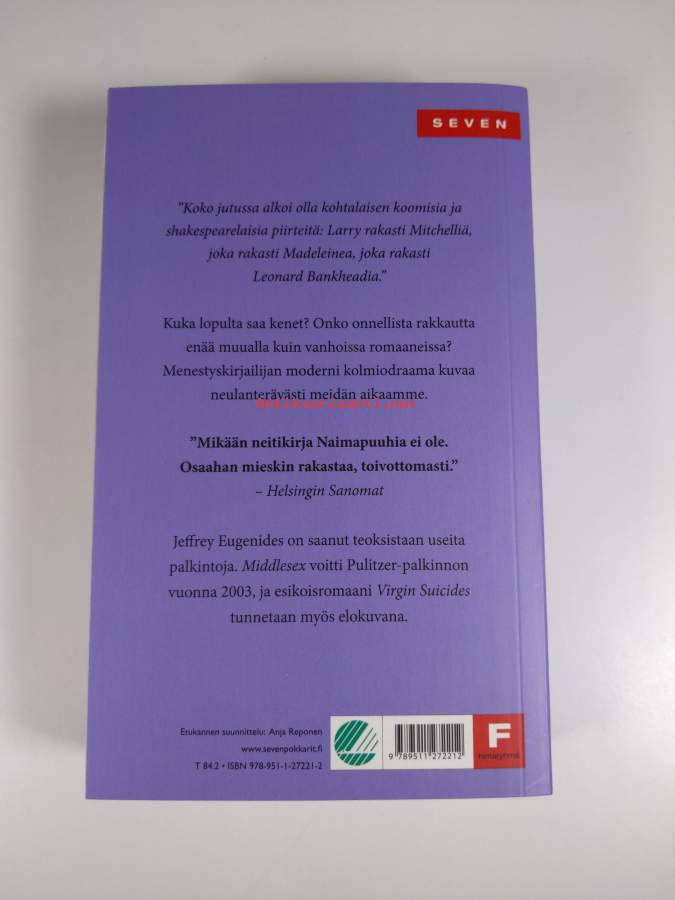 SEVEN
"Koko jutussa alkoi olla kohtalaisen koomisia ja
shakespearelaisia piirteitä: Larry rakasti Mitchelliä,
joka rakasti Madeleinea, joka rakasti
Leonard Bankheadia."
Kuka lopulta saa kenet? Onko onnellista rakkautta
enää muualla kuin vanhoissa romaaneissa?
Menestyskirjailijan moderni kolmiodraama kuvaa
neulanterävästi meidän aikaamme.
"Mikään neitikirja Naimapuuhia ei ole.
Osaahan mieskin rakastaa, toivottomasti."
– Helsingin Sanomat
Jeffrey Eugenides on saanut teoksistaan useita
palkintoja. Middlesex voitti Pulitzer-palkinnon
vuonna 2003, ja esikoisromaani Virgin Suicides
tunnetaan myös elokuvana.
Etukannen suunnittelu: Anja Reponen
www.sevenpokkarit.fi
T 84.2 • ISBN 978-951-1-27221-2
9 789511 272212
F
Hintaryhmä